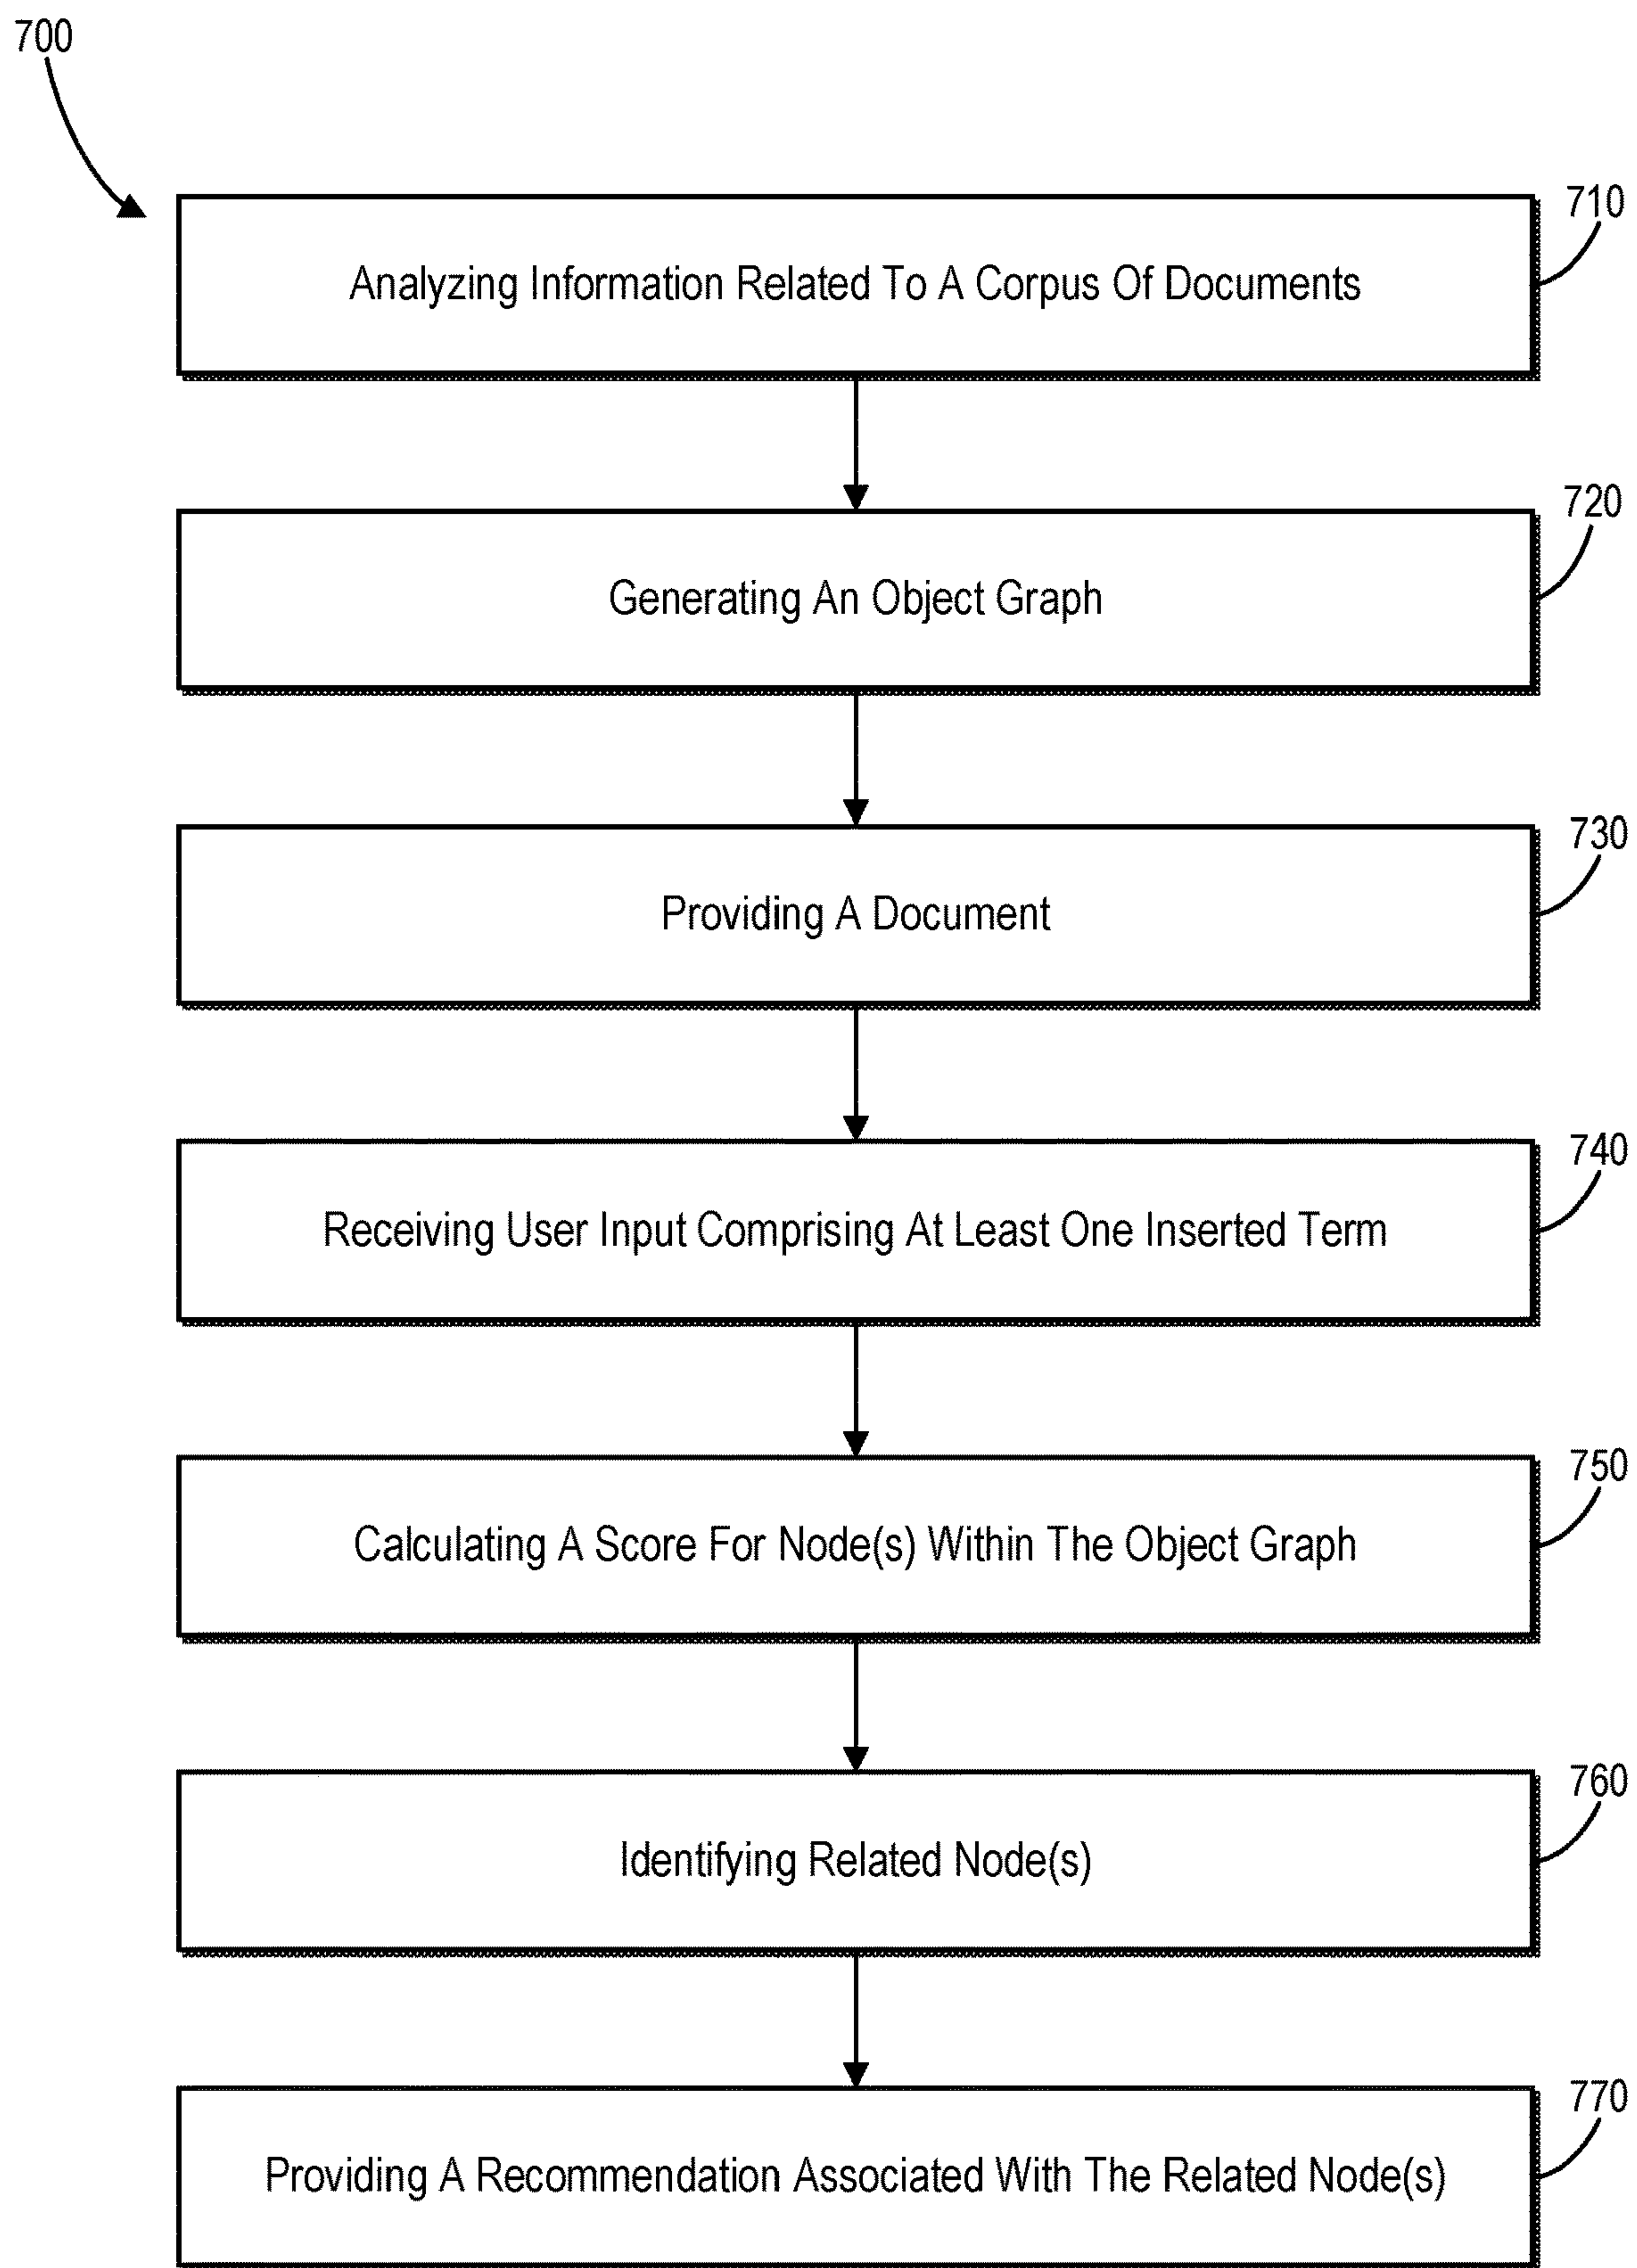 700
710
Analyzing Information Related To A Corpus Of Documents
720
Generating An Object Graph
730
Providing A Document
740
Receiving User Input Comprising At Least One Inserted Term
750
Calculating A Score For Node(s) Within The Object Graph
760
Identifying Related Node(s)
770
Providing A Recommendation Associated With The Related Node(s)